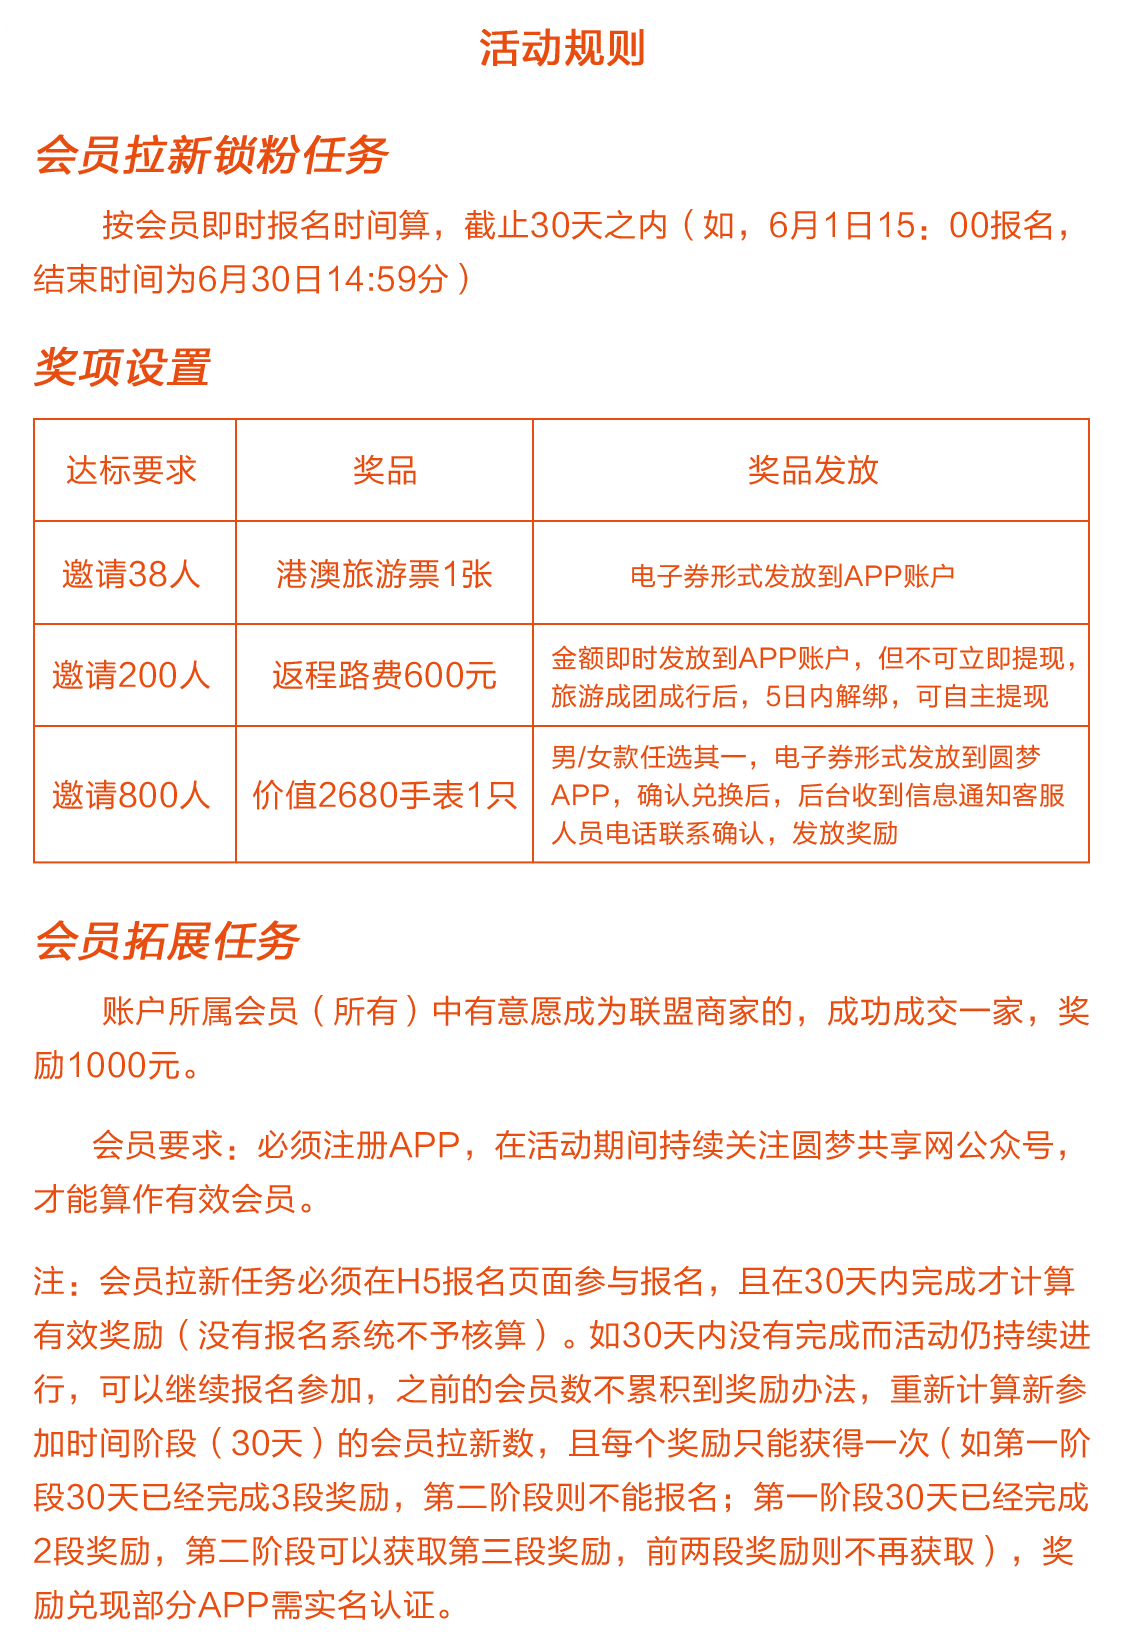 活动规则
会员拉新锁粉任务
按会员即时报名时间算，截止30天之内（如，6月1日15：00报名，
结束时间为6月30日14:59分）
奖项设置
达标要求 奖品 奖品发放
邀请38人 港澳旅游票1张 电子券形式发放到APP账户
邀请200人 返程路费600元
金额即时发放到APP账户，但不可立即提现，
旅游成团成行后，5日内解绑，可自主提现
邀请800人 价值2680手表1只
男/女款任选其一，电子券形式发放到圆梦
APP，确认兑换后，后台收到信息通知客服
人员电话联系确认，发放奖励
会员拓展任务
账户所属会员（所有）中有意愿成为联盟商家的，成功成交一家，奖
励1000元。
会员要求：必须注册APP，在活动期间持续关注圆梦共享网公众号，
才能算作有效会员。
注：会员拉新任务必须在H5报名页面参与报名，且在30天内完成才计算
有效奖励（没有报名系统不予核算）。如30天内没有完成而活动仍持续进
行，可以继续报名参加，之前的会员数不累积到奖励办法，重新计算新参
加时间阶段（30天）的会员拉新数，且每个奖励只能获得一次（如第一阶
段30天已经完成3段奖励，第二阶段则不能报名；第一阶段30天已经完成
2段奖励，第二阶段可以获取第三段奖励，前两段奖励则不再获取），奖
励兑现部分APP需实名认证。